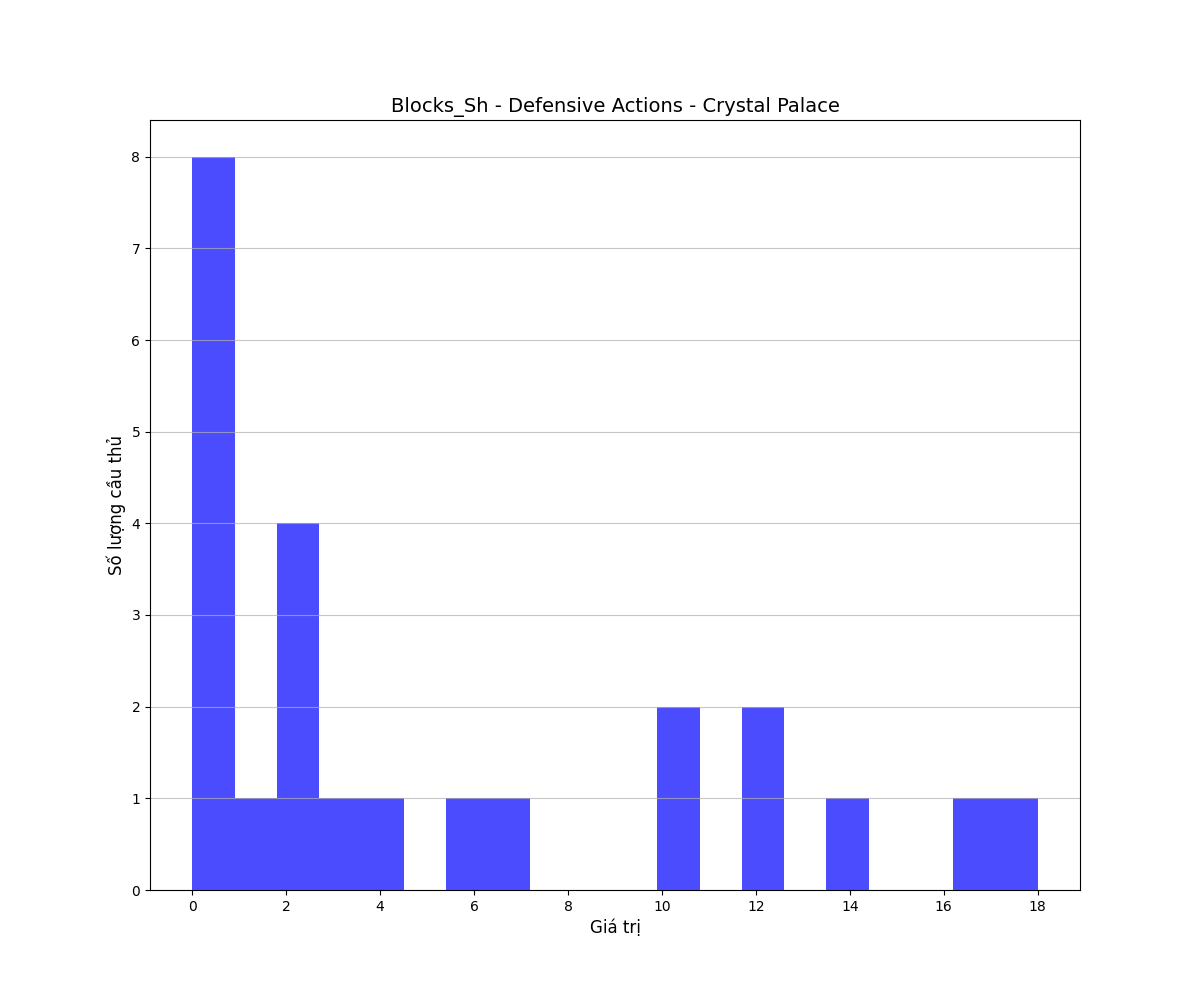 Blocks_Sh - Defensive Actions - Crystal Palace
8
7
6
5
4
3
2
1
0
Số lượng cầu thủ
0 2 4 6 8 10 12 14 16 18
Giá trị